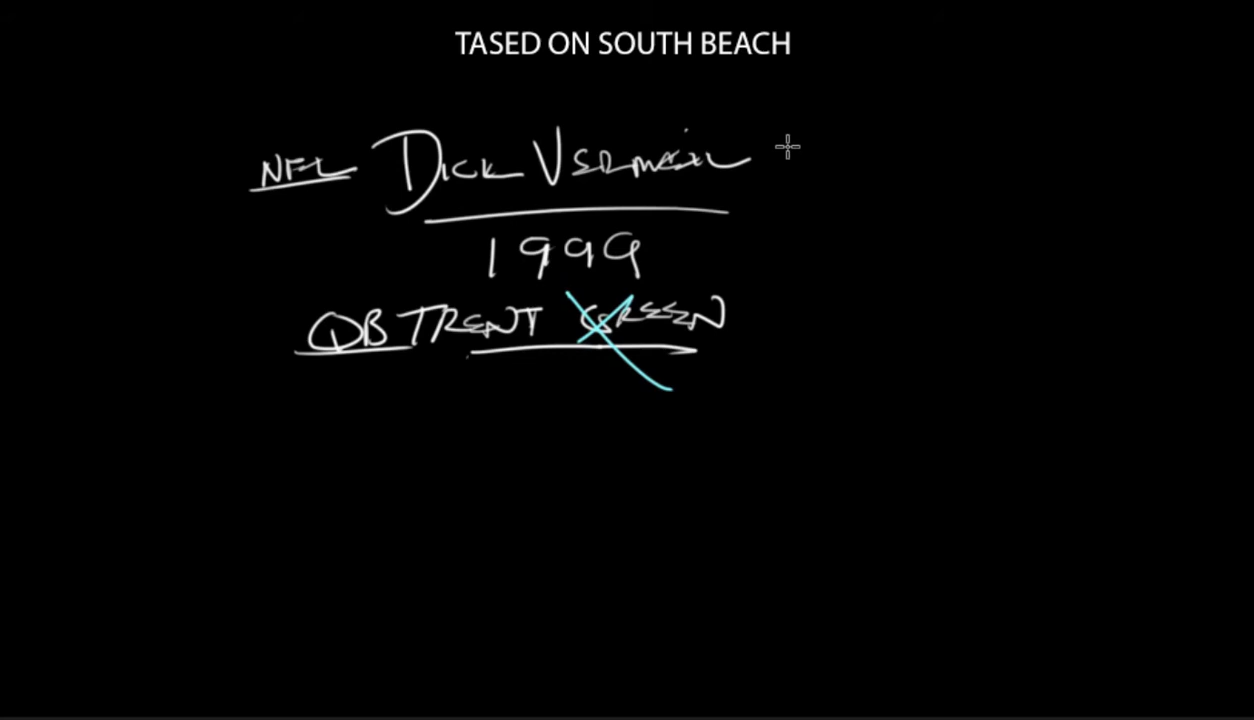 TASED ON SOUTH BEACH
NFL DICK VERMEIL
1999
QB TRENT GREEN